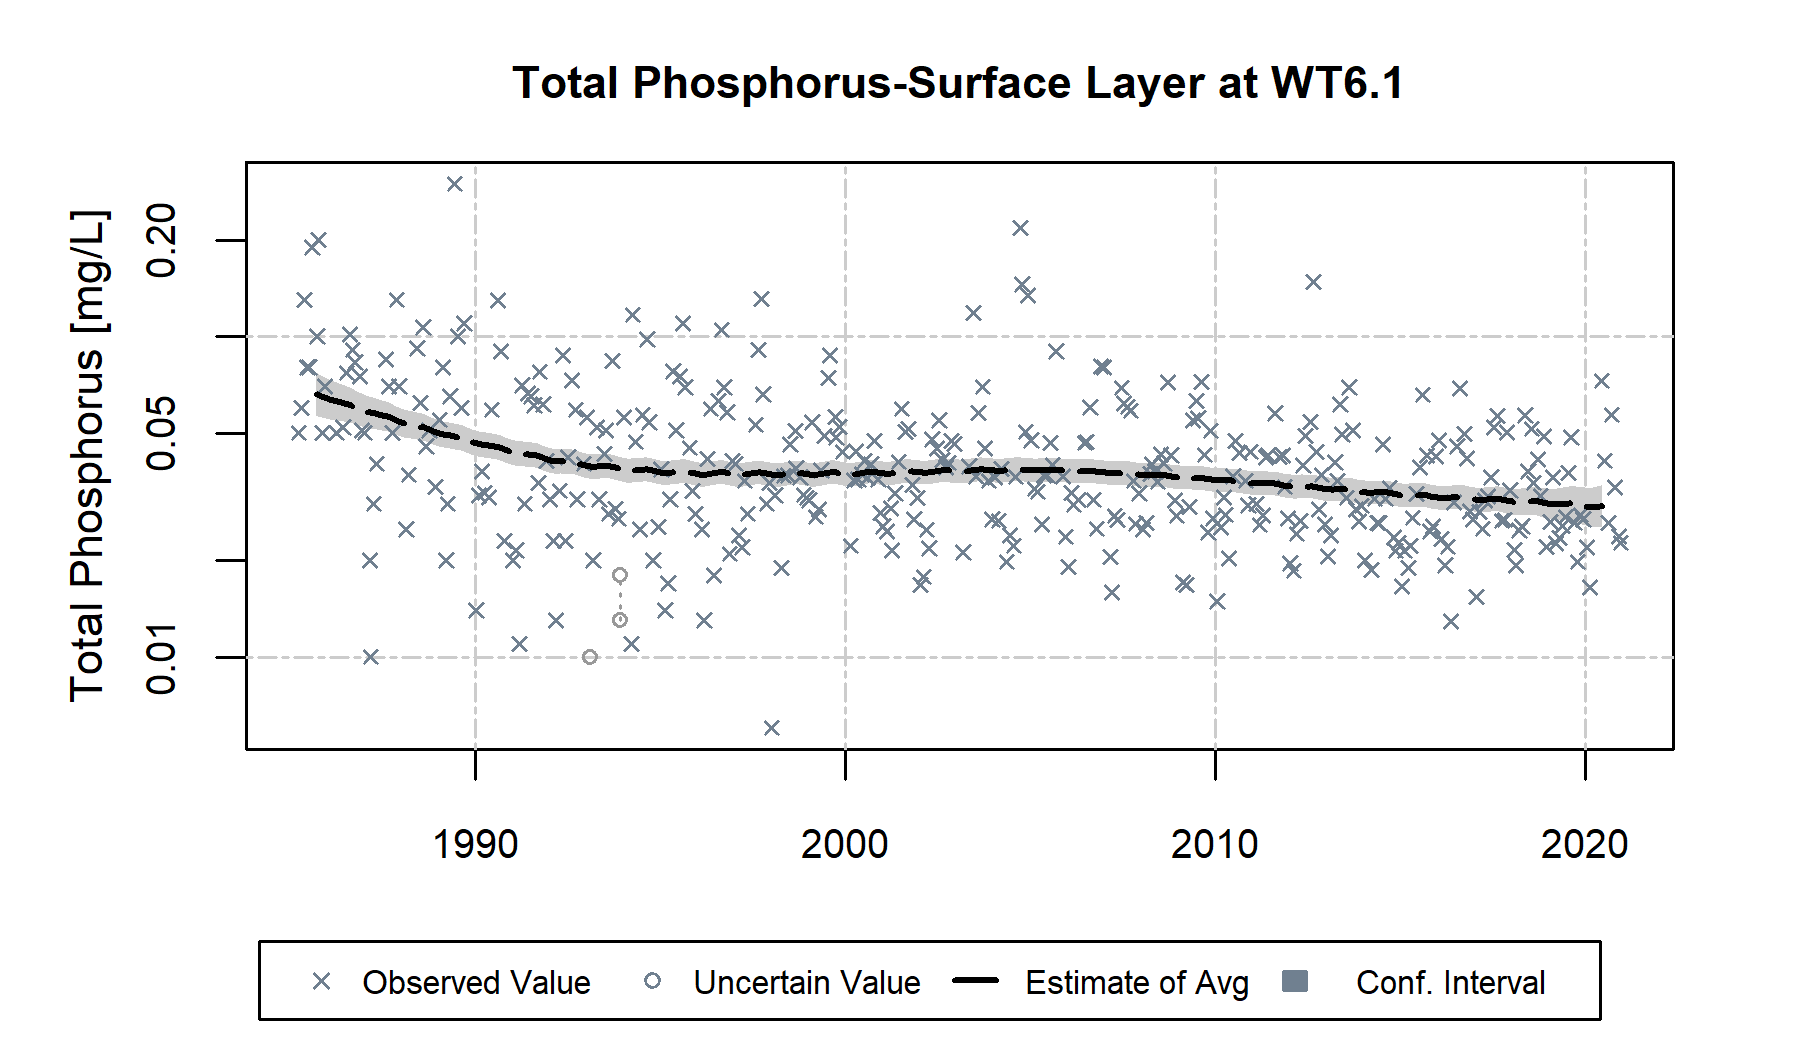 Total Phosphorus-Surface Layer at WT6.1
Total Phosphorus [mg/L]
0.20
0.05
0.01
1990 2000 2010 2020
Observed Value Uncertain Value Estimate of Avg Conf. Interval